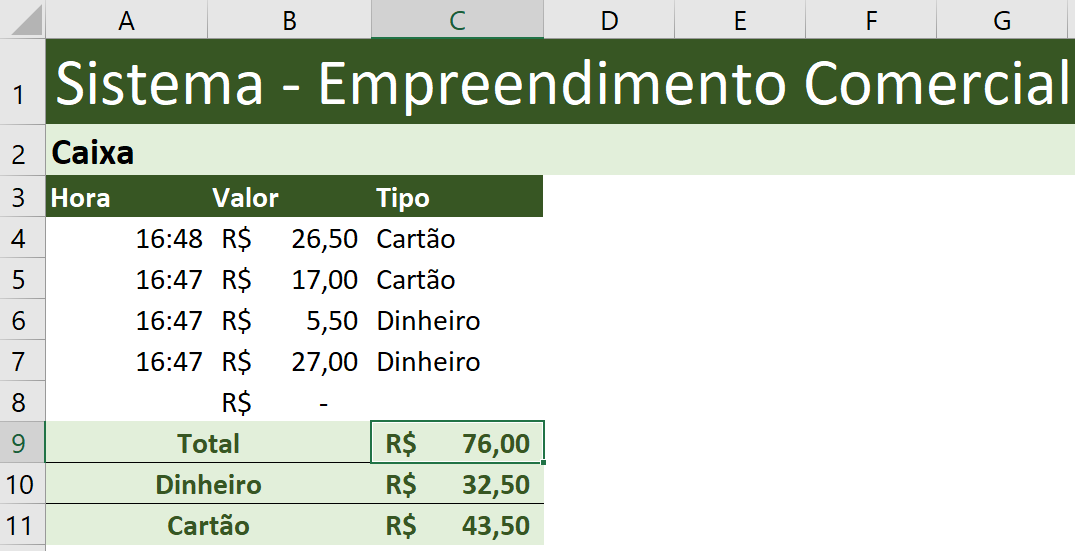 A B C D E F G
1 Sistema - Empreendimento Comercial
2 Caixa
3 Hora Valor Tipo
4 16:48 R$ 26,50 Cartão
5 16:47 R$ 17,00 Cartão
6 16:47 R$ 5,50 Dinheiro
7 16:47 R$ 27,00 Dinheiro
8 R$ -
9 Total R$ 76,00
10 Dinheiro R$ 32,50
11 Cartão R$ 43,50